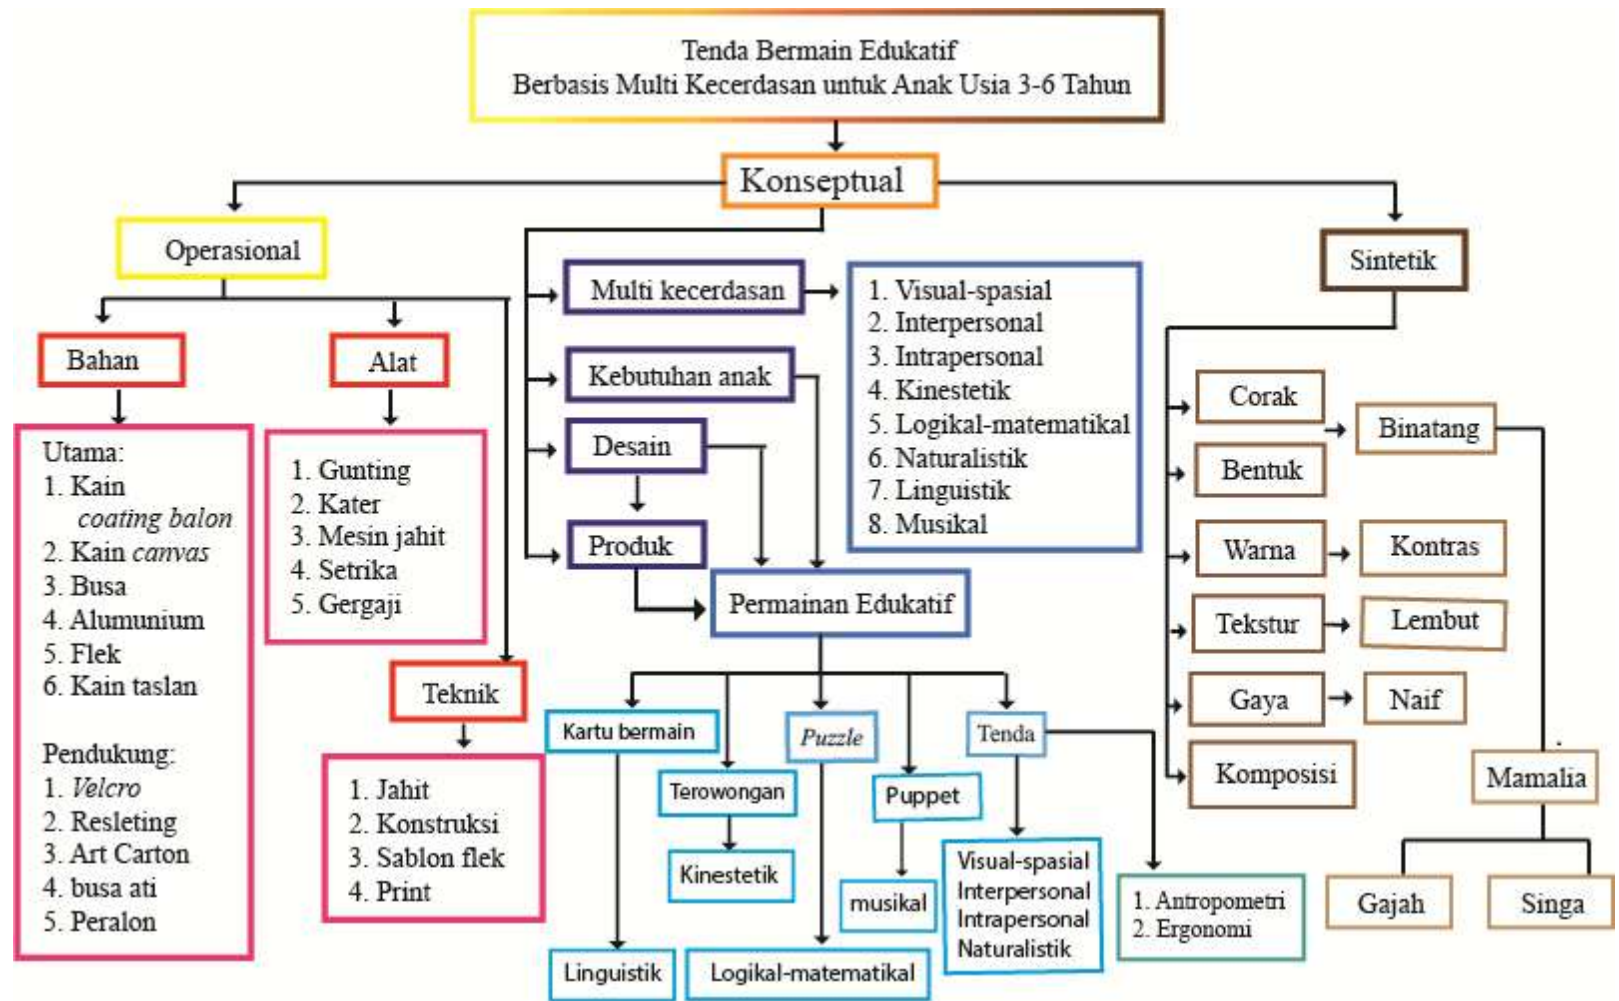 Tenda Bermain Edukatif
Berbasis Multi Kecerdasan untuk Anak Usia 3-6 Tahun
Konseptual
Operasional
Bahan
Utama:
1. Kain
coating balon
2. Kain canvas
3. Busa
4. Alumunium
5. Flek
6. Kain taslan
Pendukung:
1. Velcro
2. Resleting
3. Art Carton
4. busa ati
5. Peralon
Alat
1. Gunting
2. Kater
3. Mesin jahit
4. Setrika
5. Gergaji
Teknik
1. Jahit
2. Konstruksi
3. Sablon flek
4. Print
Multi kecerdasan
1. Visual-spasial
2. Interpersonal
3. Intrapersonal
4. Kinestetik
5. Logikal-matematikal
6. Naturalistik
7. Linguistik
8. Musikal
Kebutuhan anak
Desain
Produk
Permainan Edukatif
Kartu bermain
Linguistik
Terowongan
Kinestetik
Puzzle
Logikal-matematikal
Puppet
musikal
Tenda
Visual-spasial
Interpersonal
Intrapersonal
Naturalistik
1. Antropometri
2. Ergonomi
Sintetik
Corak
Bentuk
Binatang
Warna
Kontras
Tekstur
Lembut
Gaya
Naif
Komposisi
Mamalia
Gajah
Singa